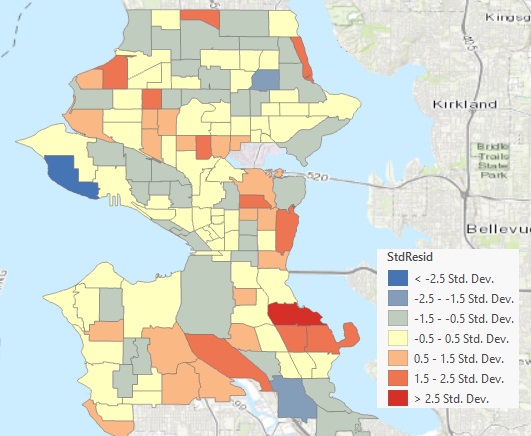 Kingsg
405
Kirkland
Bridle
Trails
State
Park
520
Bellevue
StdResid
< -2.5 Std. Dev.
-2.5 - -1.5 Std. Dev.
-1.5 - -0.5 Std. Dev.
-0.5 - 0.5 Std. Dev.
0.5 - 1.5 Std. Dev.
1.5 - 2.5 Std. Dev.
> 2.5 Std. Dev.